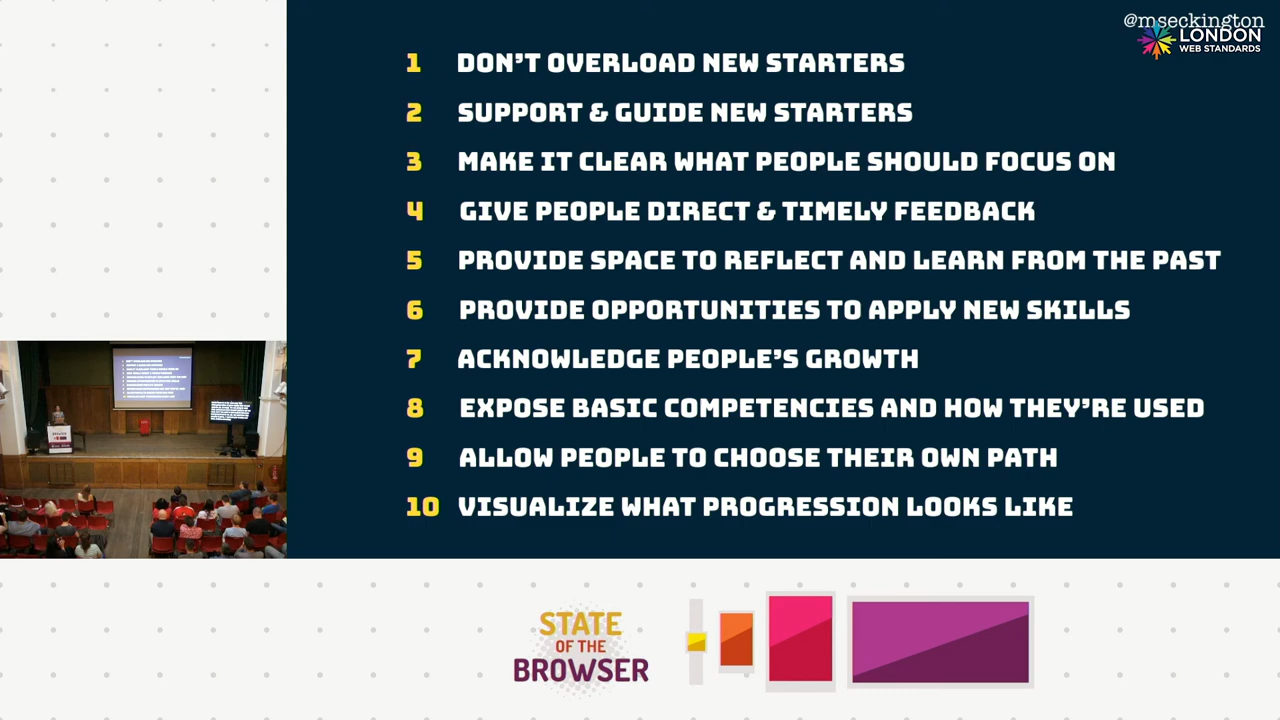 @mseckington
LONDON
WEB STANDARDS
1 DON'T OVERLOAD NEW STARTERS
2 SUPPORT & GUIDE NEW STARTERS
3 MAKE IT CLEAR WHAT PEOPLE SHOULD FOCUS ON
4 GIVE PEOPLE DIRECT & TIMELY FEEDBACK
5 PROVIDE SPACE TO REFLECT AND LEARN FROM THE PAST
6 PROVIDE OPPORTUNITIES TO APPLY NEW SKILLS
7 ACKNOWLEDGE PEOPLE'S GROWTH
8 EXPOSE BASIC COMPETENCIES AND HOW THEY'RE USED
9 ALLOW PEOPLE TO CHOOSE THEIR OWN PATH
10 VISUALIZE WHAT PROGRESSION LOOKS LIKE
STATE
OF THE
BROWSER